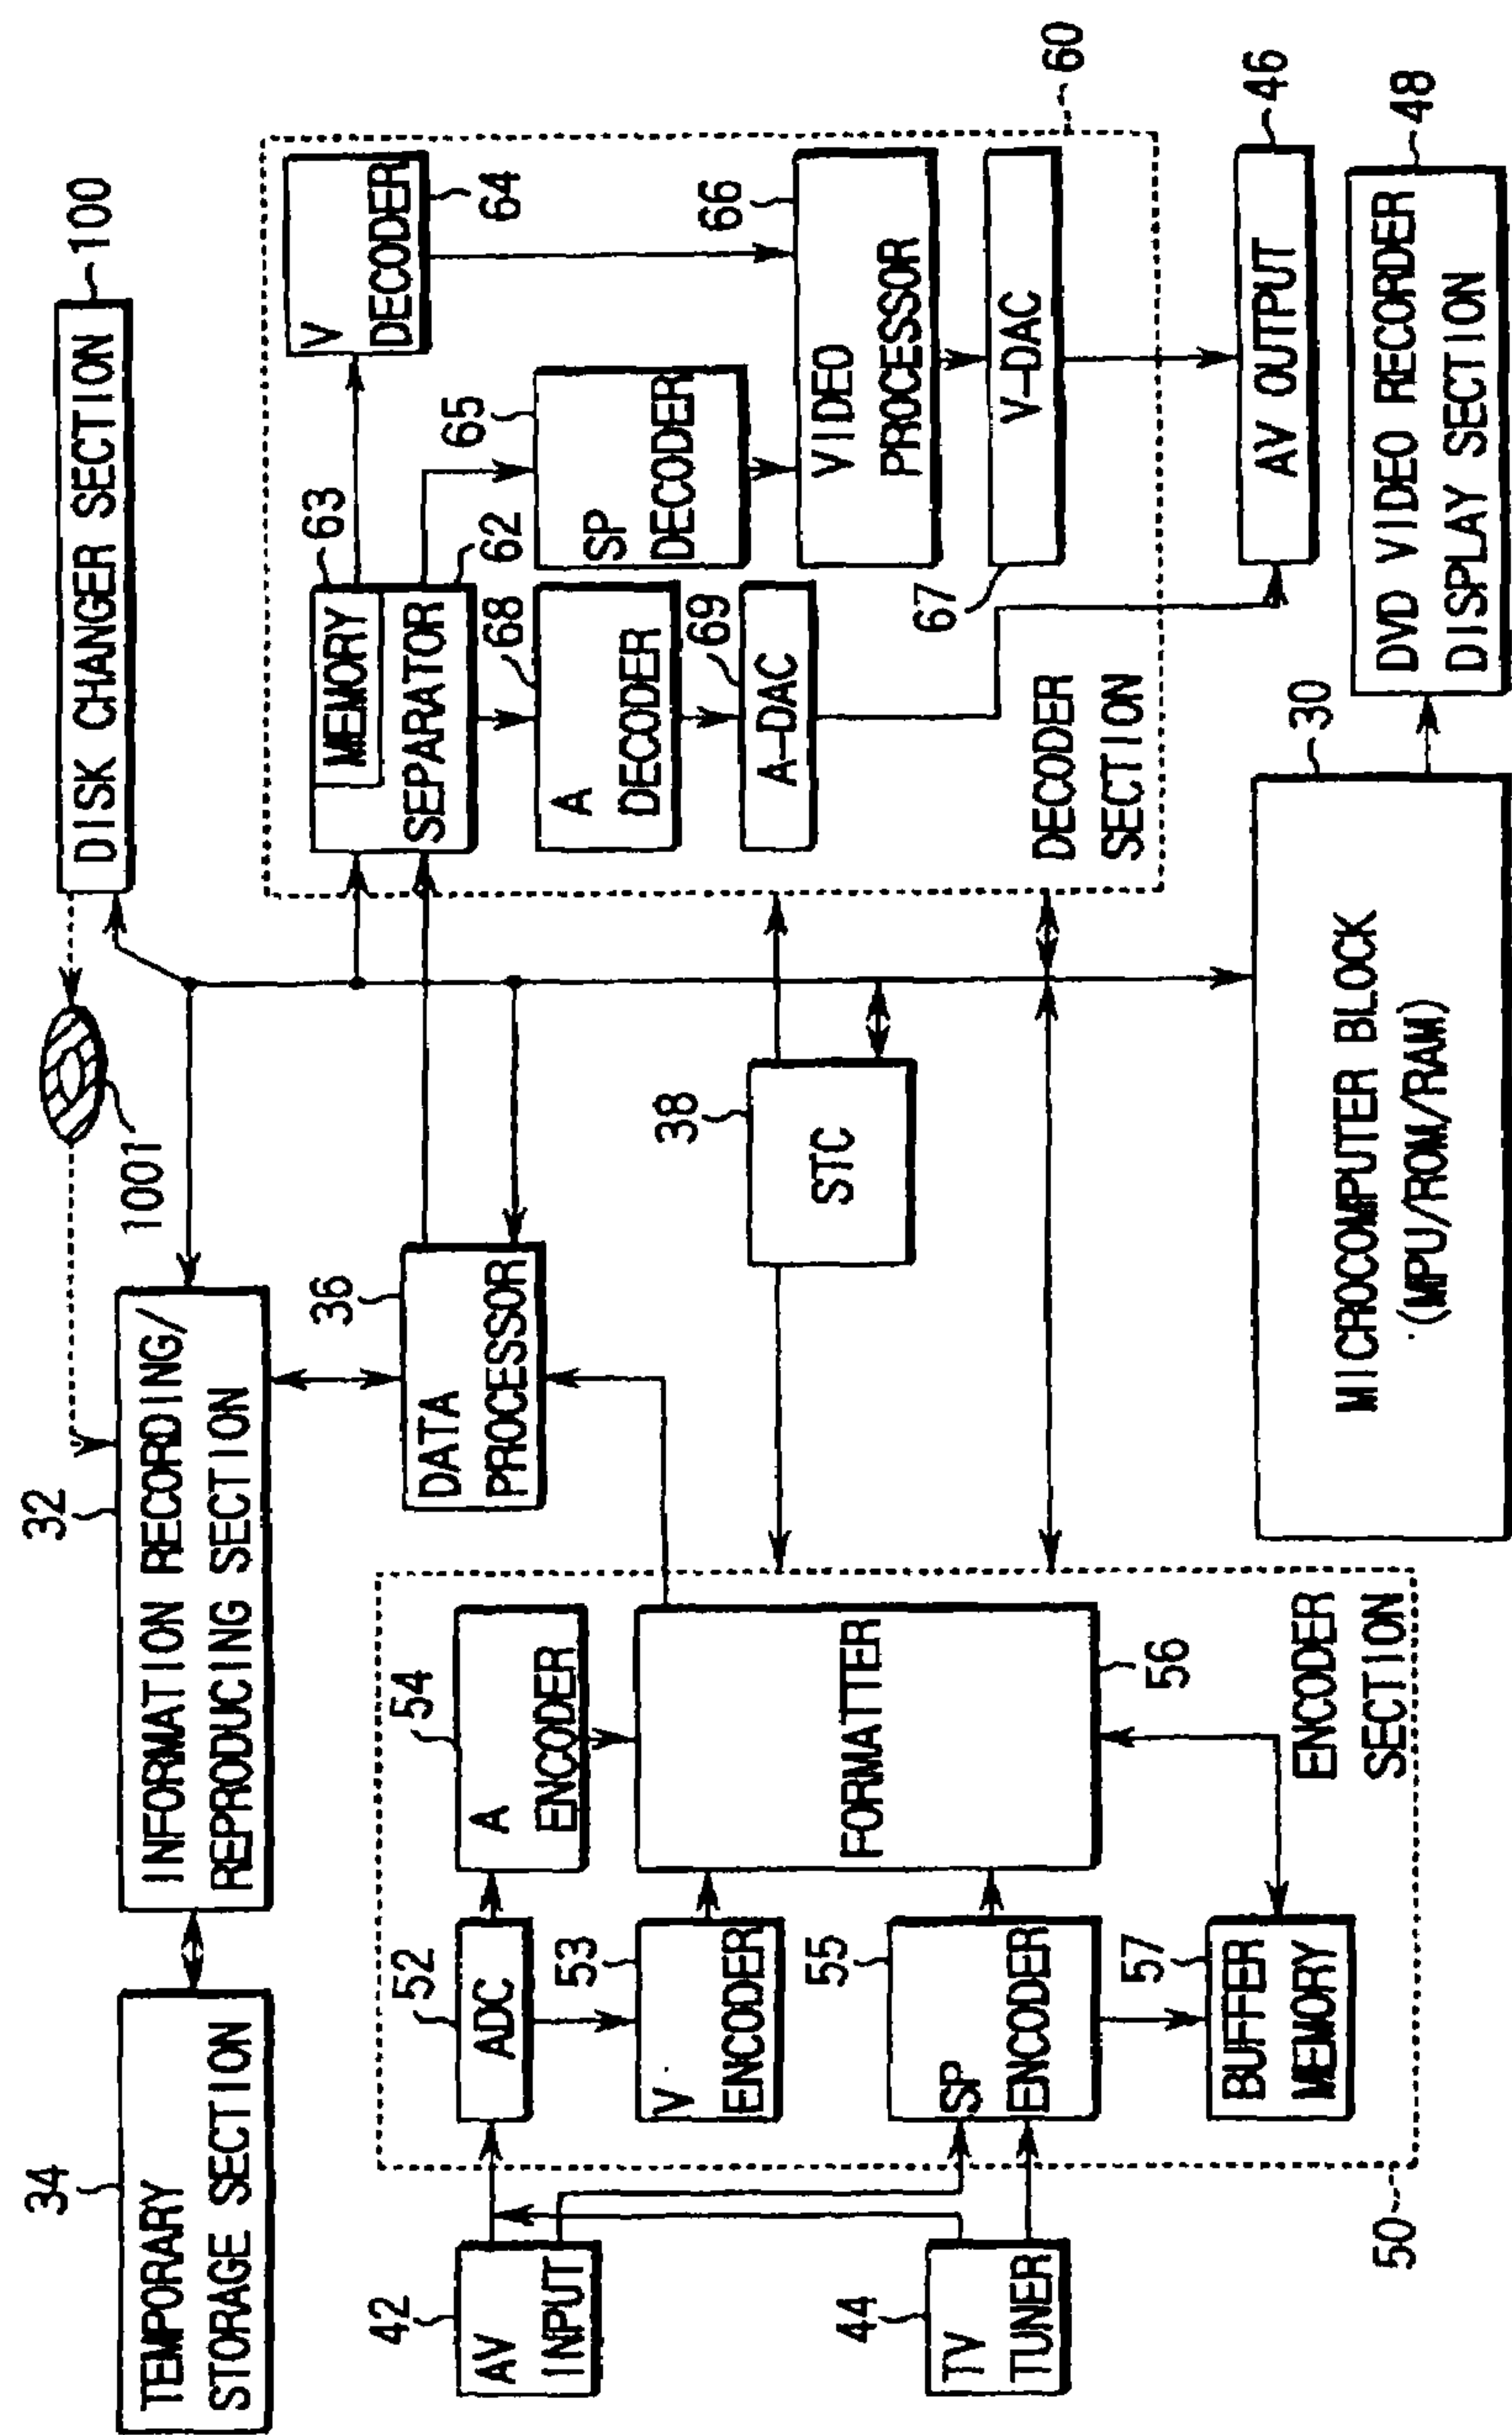 34
TEMPORARY
STORAGE SECTION
32
INFORMATION RECORDING/
REPRODUCING SECTION
1001
DISK CHANGER SECTION
100
42
AV
INPUT
44
TV
TUNER
50
52
ADC
54
A
ENCODER
53
V
ENCODER
55
SP
ENCODER
57
BUFFER
MEMORY
FORMATTER
56
ENCODER
SECTION
36
DATA
PROCESSOR
38
STC
63
MEMORY
SEPARATOR
62
V
DECODER
64
65
SP
DECODER
68
A
DECODER
69
A-DAC
66
VIDEO
PROCESSOR
67
V-DAC
DECODER
SECTION
60
AV OUTPUT
46
30
MICROCOMPUTER BLOCK
(MPU/ROM/RAM)
DVD VIDEO RECORDER
DISPLAY SECTION
48